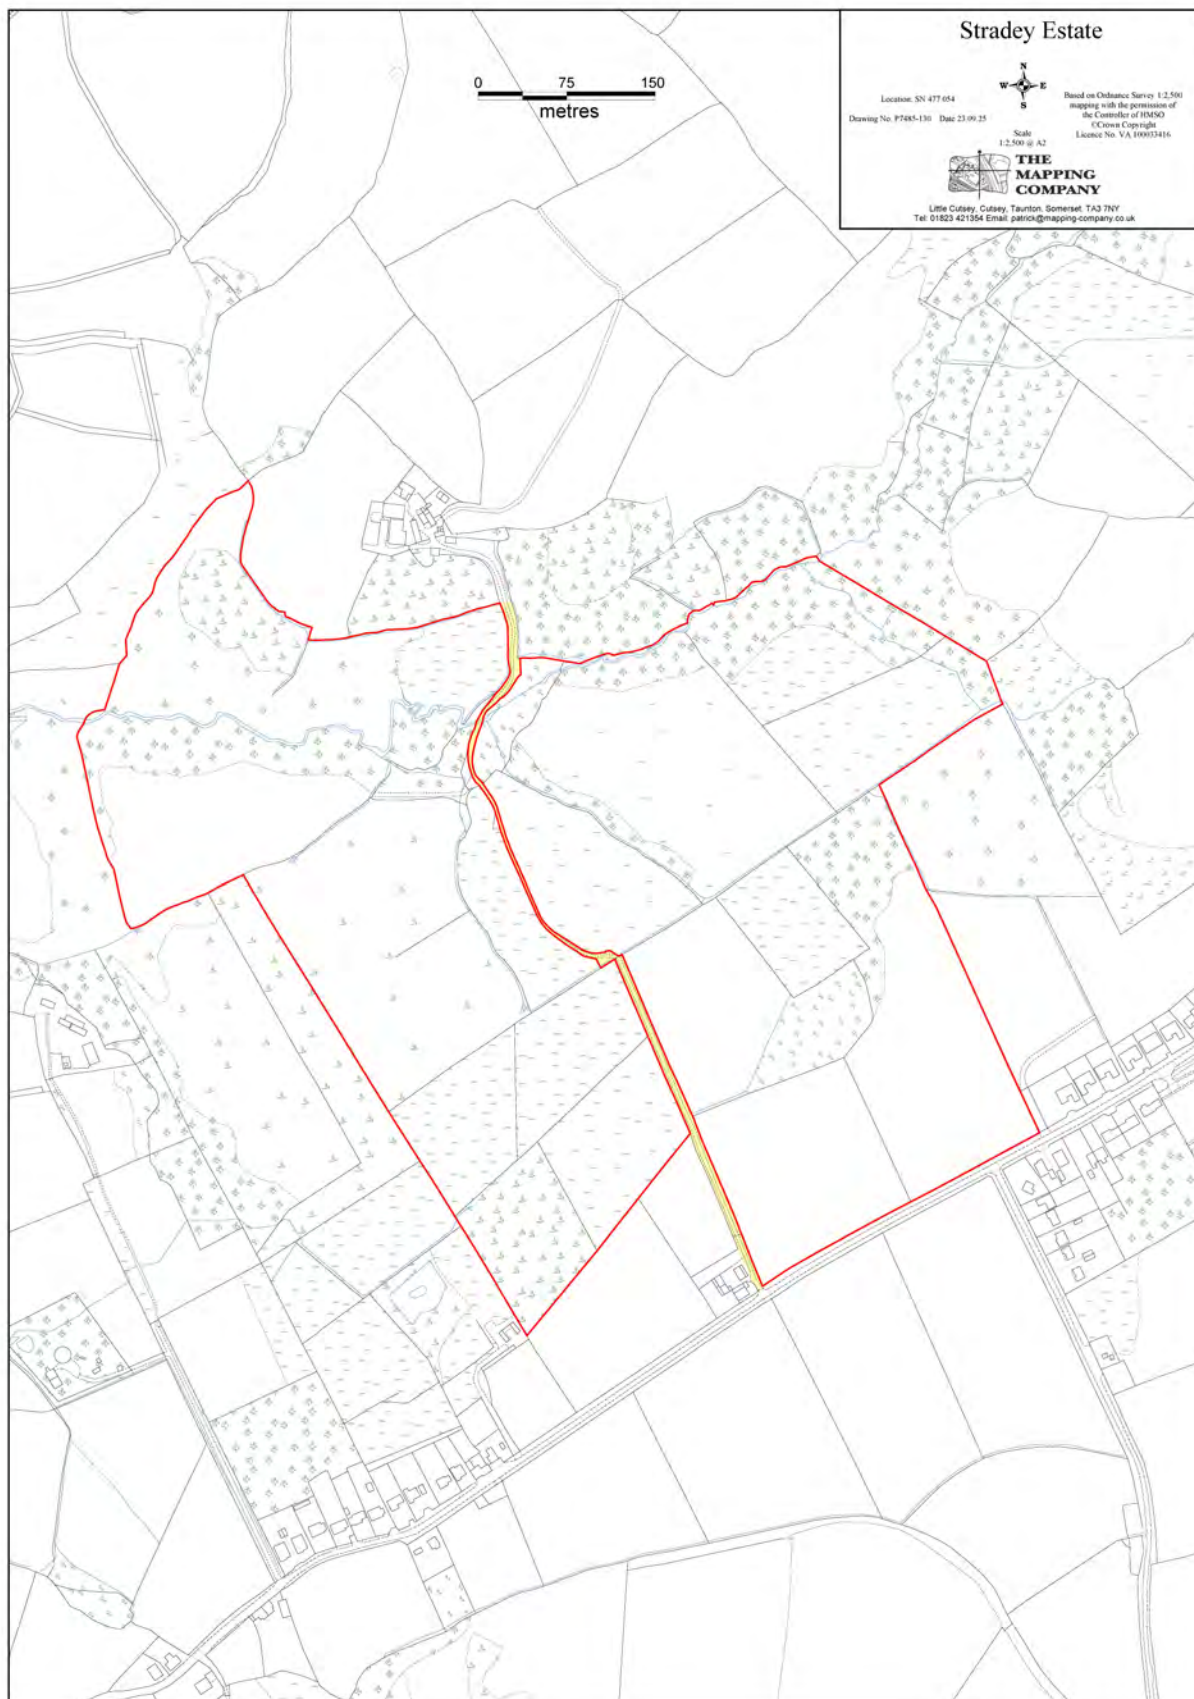 Stradey Estate
0 75 150
metres
N
W E
S
Location: SN 477 054
Drawing No. P7485-130 Date 23.09.25
Scale
1:2,500 @ A2
Based on Ordnance Survey 1:2,500
mapping with the permission of
the Controller of HMSO
©Crown Copyright
Licence No. VA 100033416
THE
MAPPING
COMPANY
Little Cutsey, Cutsey, Taunton, Somerset, TA3 7NY
Tel: 01823 421354 Email: patrick@mapping-company.co.uk